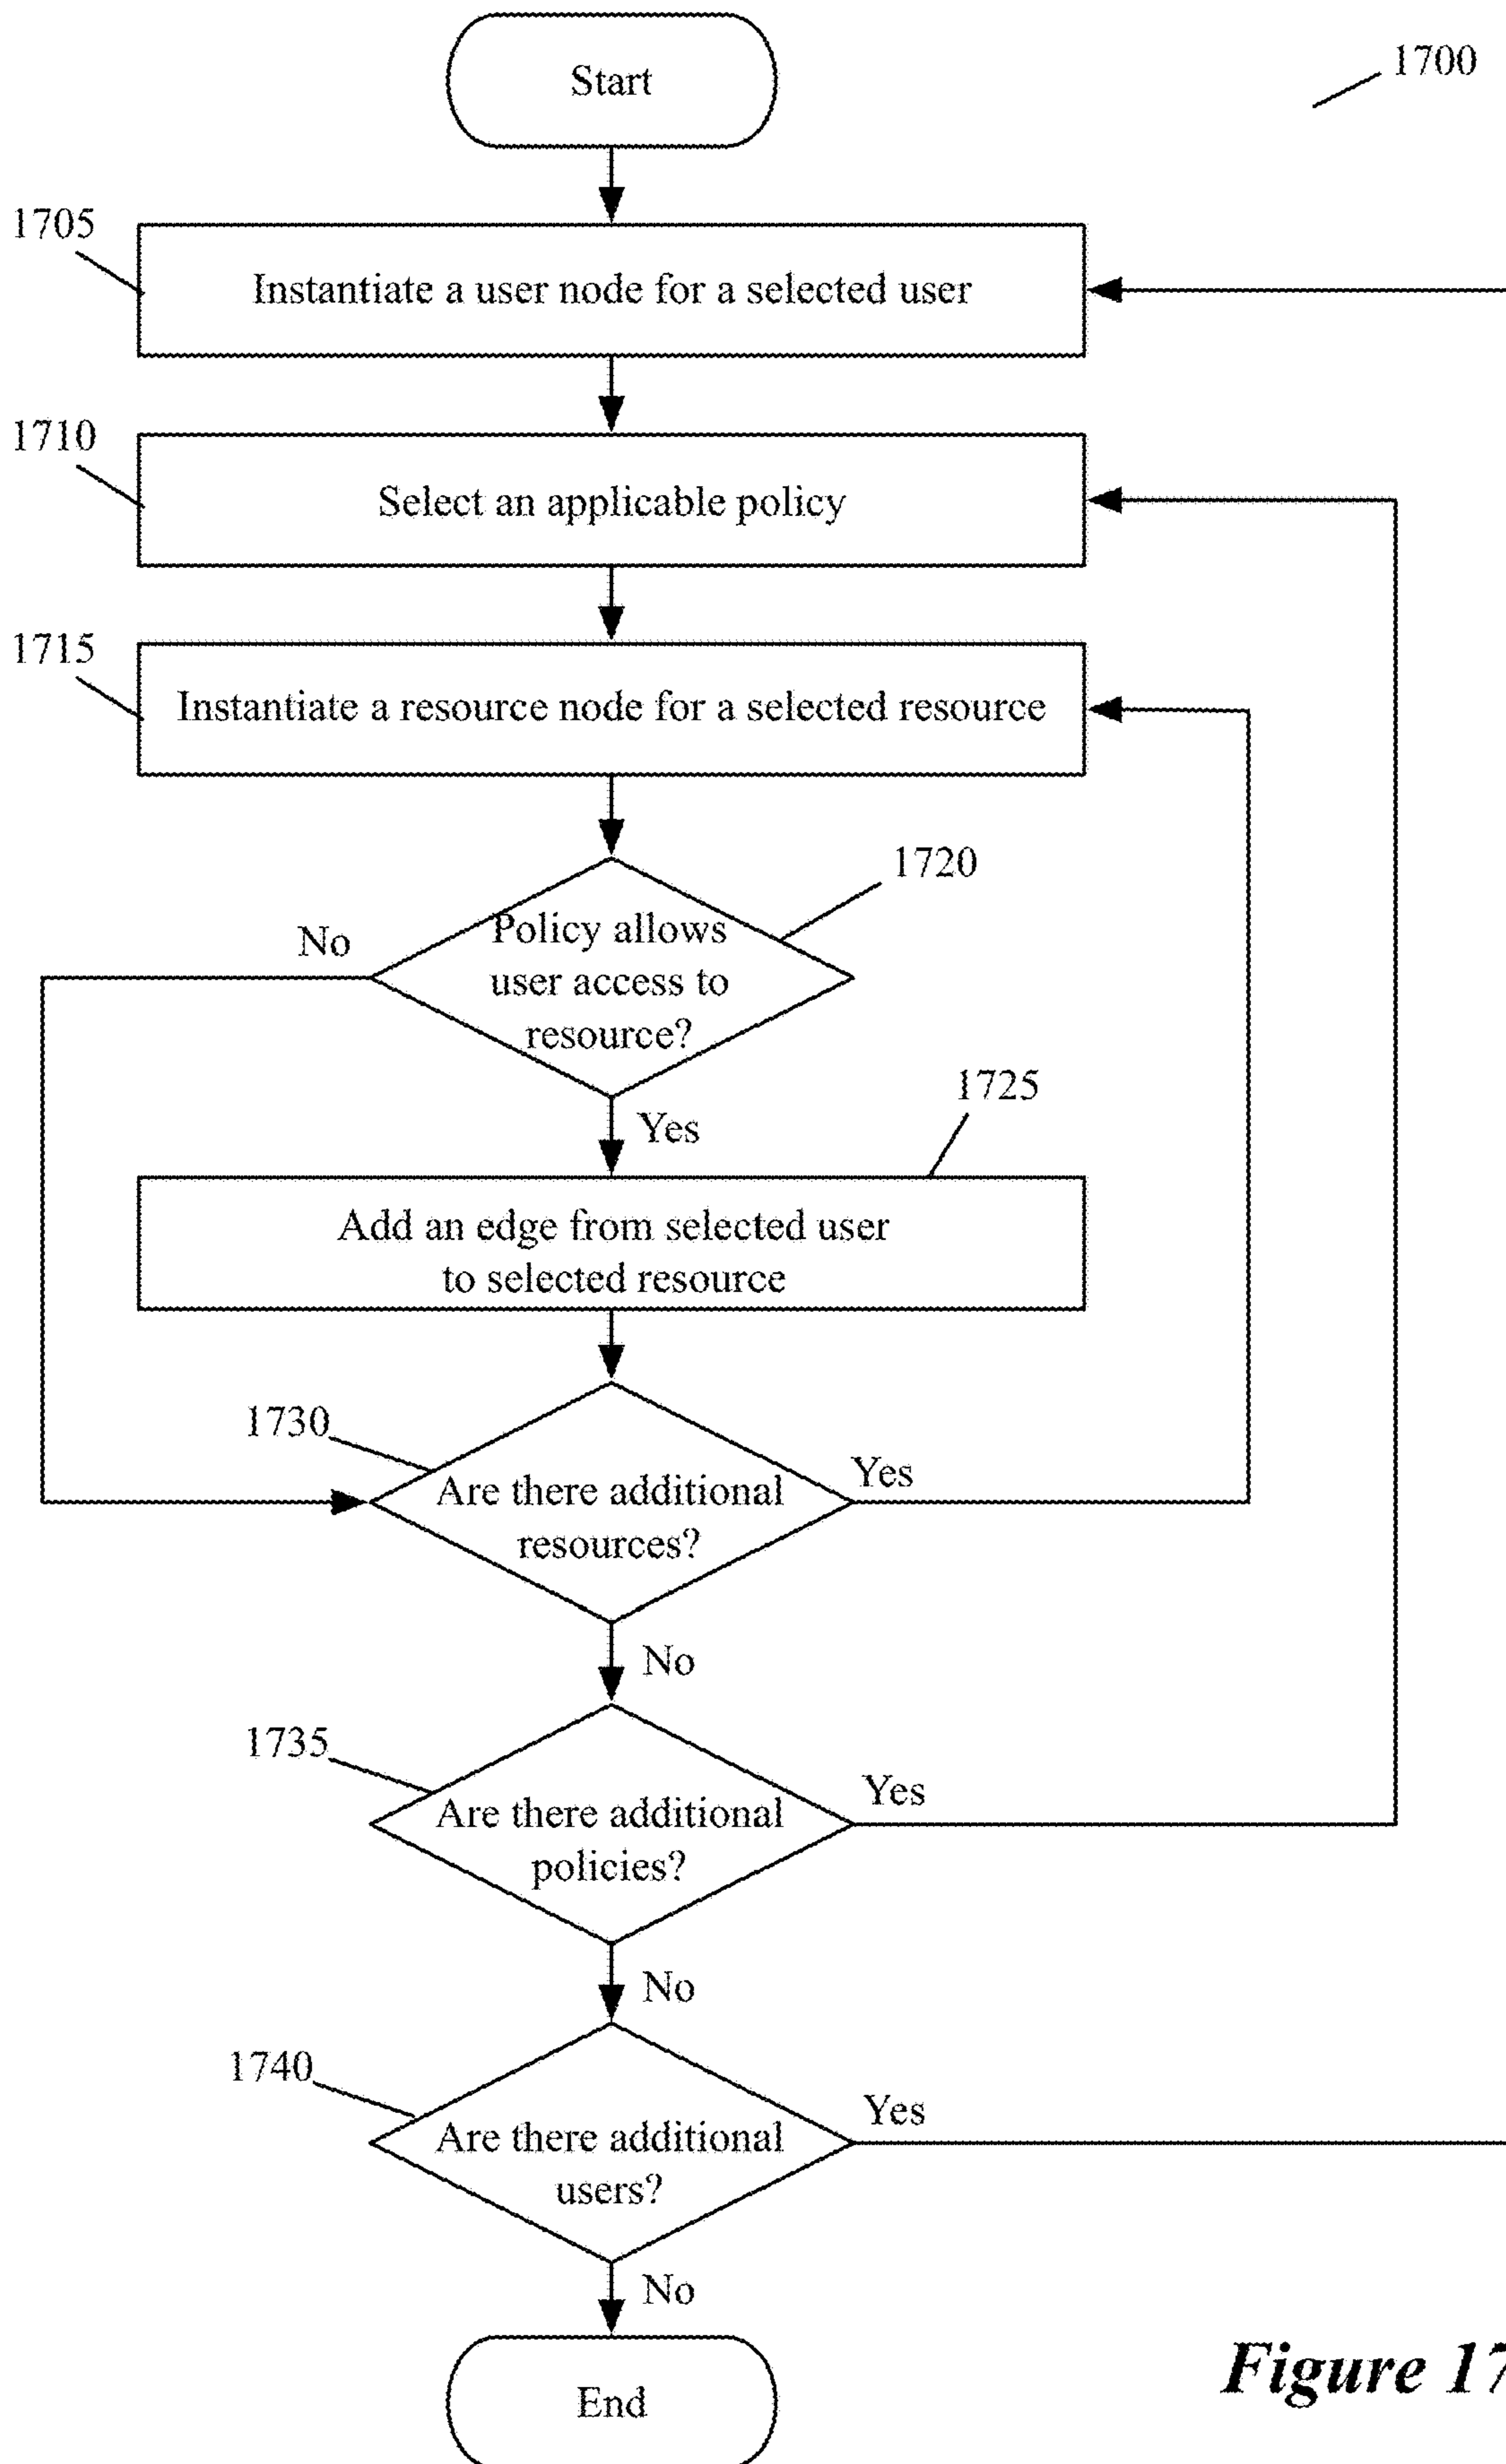 Start
1700
1705
Instantiate a user node for a selected user
1710
Select an applicable policy
1715
Instantiate a resource node for a selected resource
1720
No
Policy allows
user access to
resource?
1725
Yes
Add an edge from selected user
to selected resource
1730
Yes
Are there additional
resources?
No
1735
Yes
Are there additional
policies?
No
1740
Yes
Are there additional
users?
No
Figure 17
End